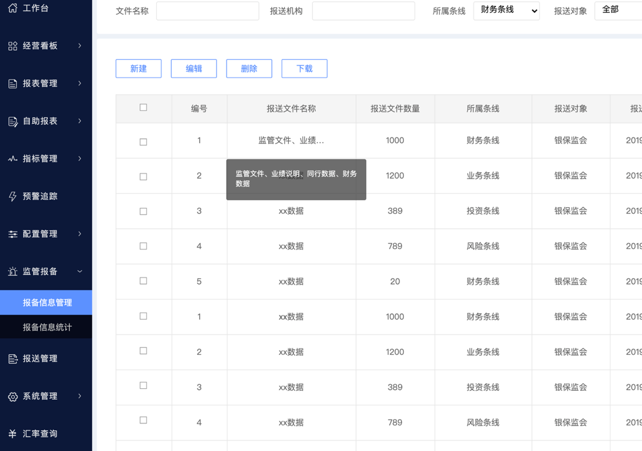 工作台
经营看板
报表管理
自助报表
指标管理
预警追踪
配置管理
监管报备
报备信息管理
报备信息统计
报送管理
系统管理
汇率查询
文件名称 报送机构 所属条线 财务条线 报送对象 全部
新建 编辑 删除 下载
编号 报送文件名称 报送文件数量 所属条线 报送对象
1 监管文件、业绩... 1000 财务条线 银保监会 2019
2 1200 业务条线 银保监会 2019
监管文件、业绩说明、同行数据、财务
数据
3 xx数据 389 投资条线 银保监会 2019
4 xx数据 789 风险条线 银保监会 2019
5 xx数据 20 财务条线 银保监会 2019
1 xx数据 1000 财务条线 银保监会 2019
2 xx数据 1200 业务条线 银保监会 2019
3 xx数据 389 投资条线 银保监会 2019
4 xx数据 789 风险条线 银保监会 2019